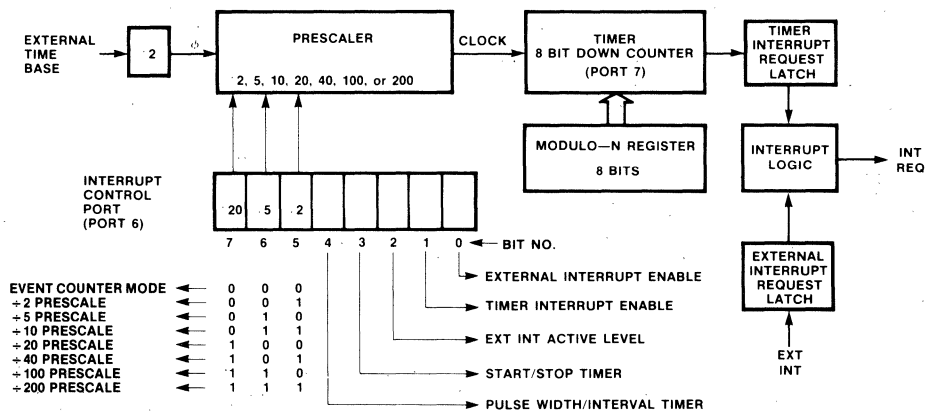 EXTERNAL
TIME
BASE
2
ϕ
PRESCALER
2, 5, 10, 20, 40, 100, or 200
CLOCK
TIMER
8 BIT DOWN COUNTER
(PORT 7)
TIMER
INTERRUPT
REQUEST
LATCH
MODULO—N REGISTER
8 BITS
INTERRUPT
LOGIC
INT
REQ
INTERRUPT
CONTROL
PORT
(PORT 6)
20 5 2
7 6 5 4 3 2 1 0 BIT NO.
EXTERNAL
INTERRUPT
REQUEST
LATCH
EXT
INT
EXTERNAL INTERRUPT ENABLE
TIMER INTERRUPT ENABLE
EXT INT ACTIVE LEVEL
START/STOP TIMER
PULSE WIDTH/INTERVAL TIMER
EVENT COUNTER MODE 0 0 0
÷2 PRESCALE 0 0 1
÷5 PRESCALE 0 1 0
÷10 PRESCALE 0 1 1
÷20 PRESCALE 1 0 0
÷40 PRESCALE 1 0 1
÷100 PRESCALE 1 1 0
÷200 PRESCALE 1 1 1